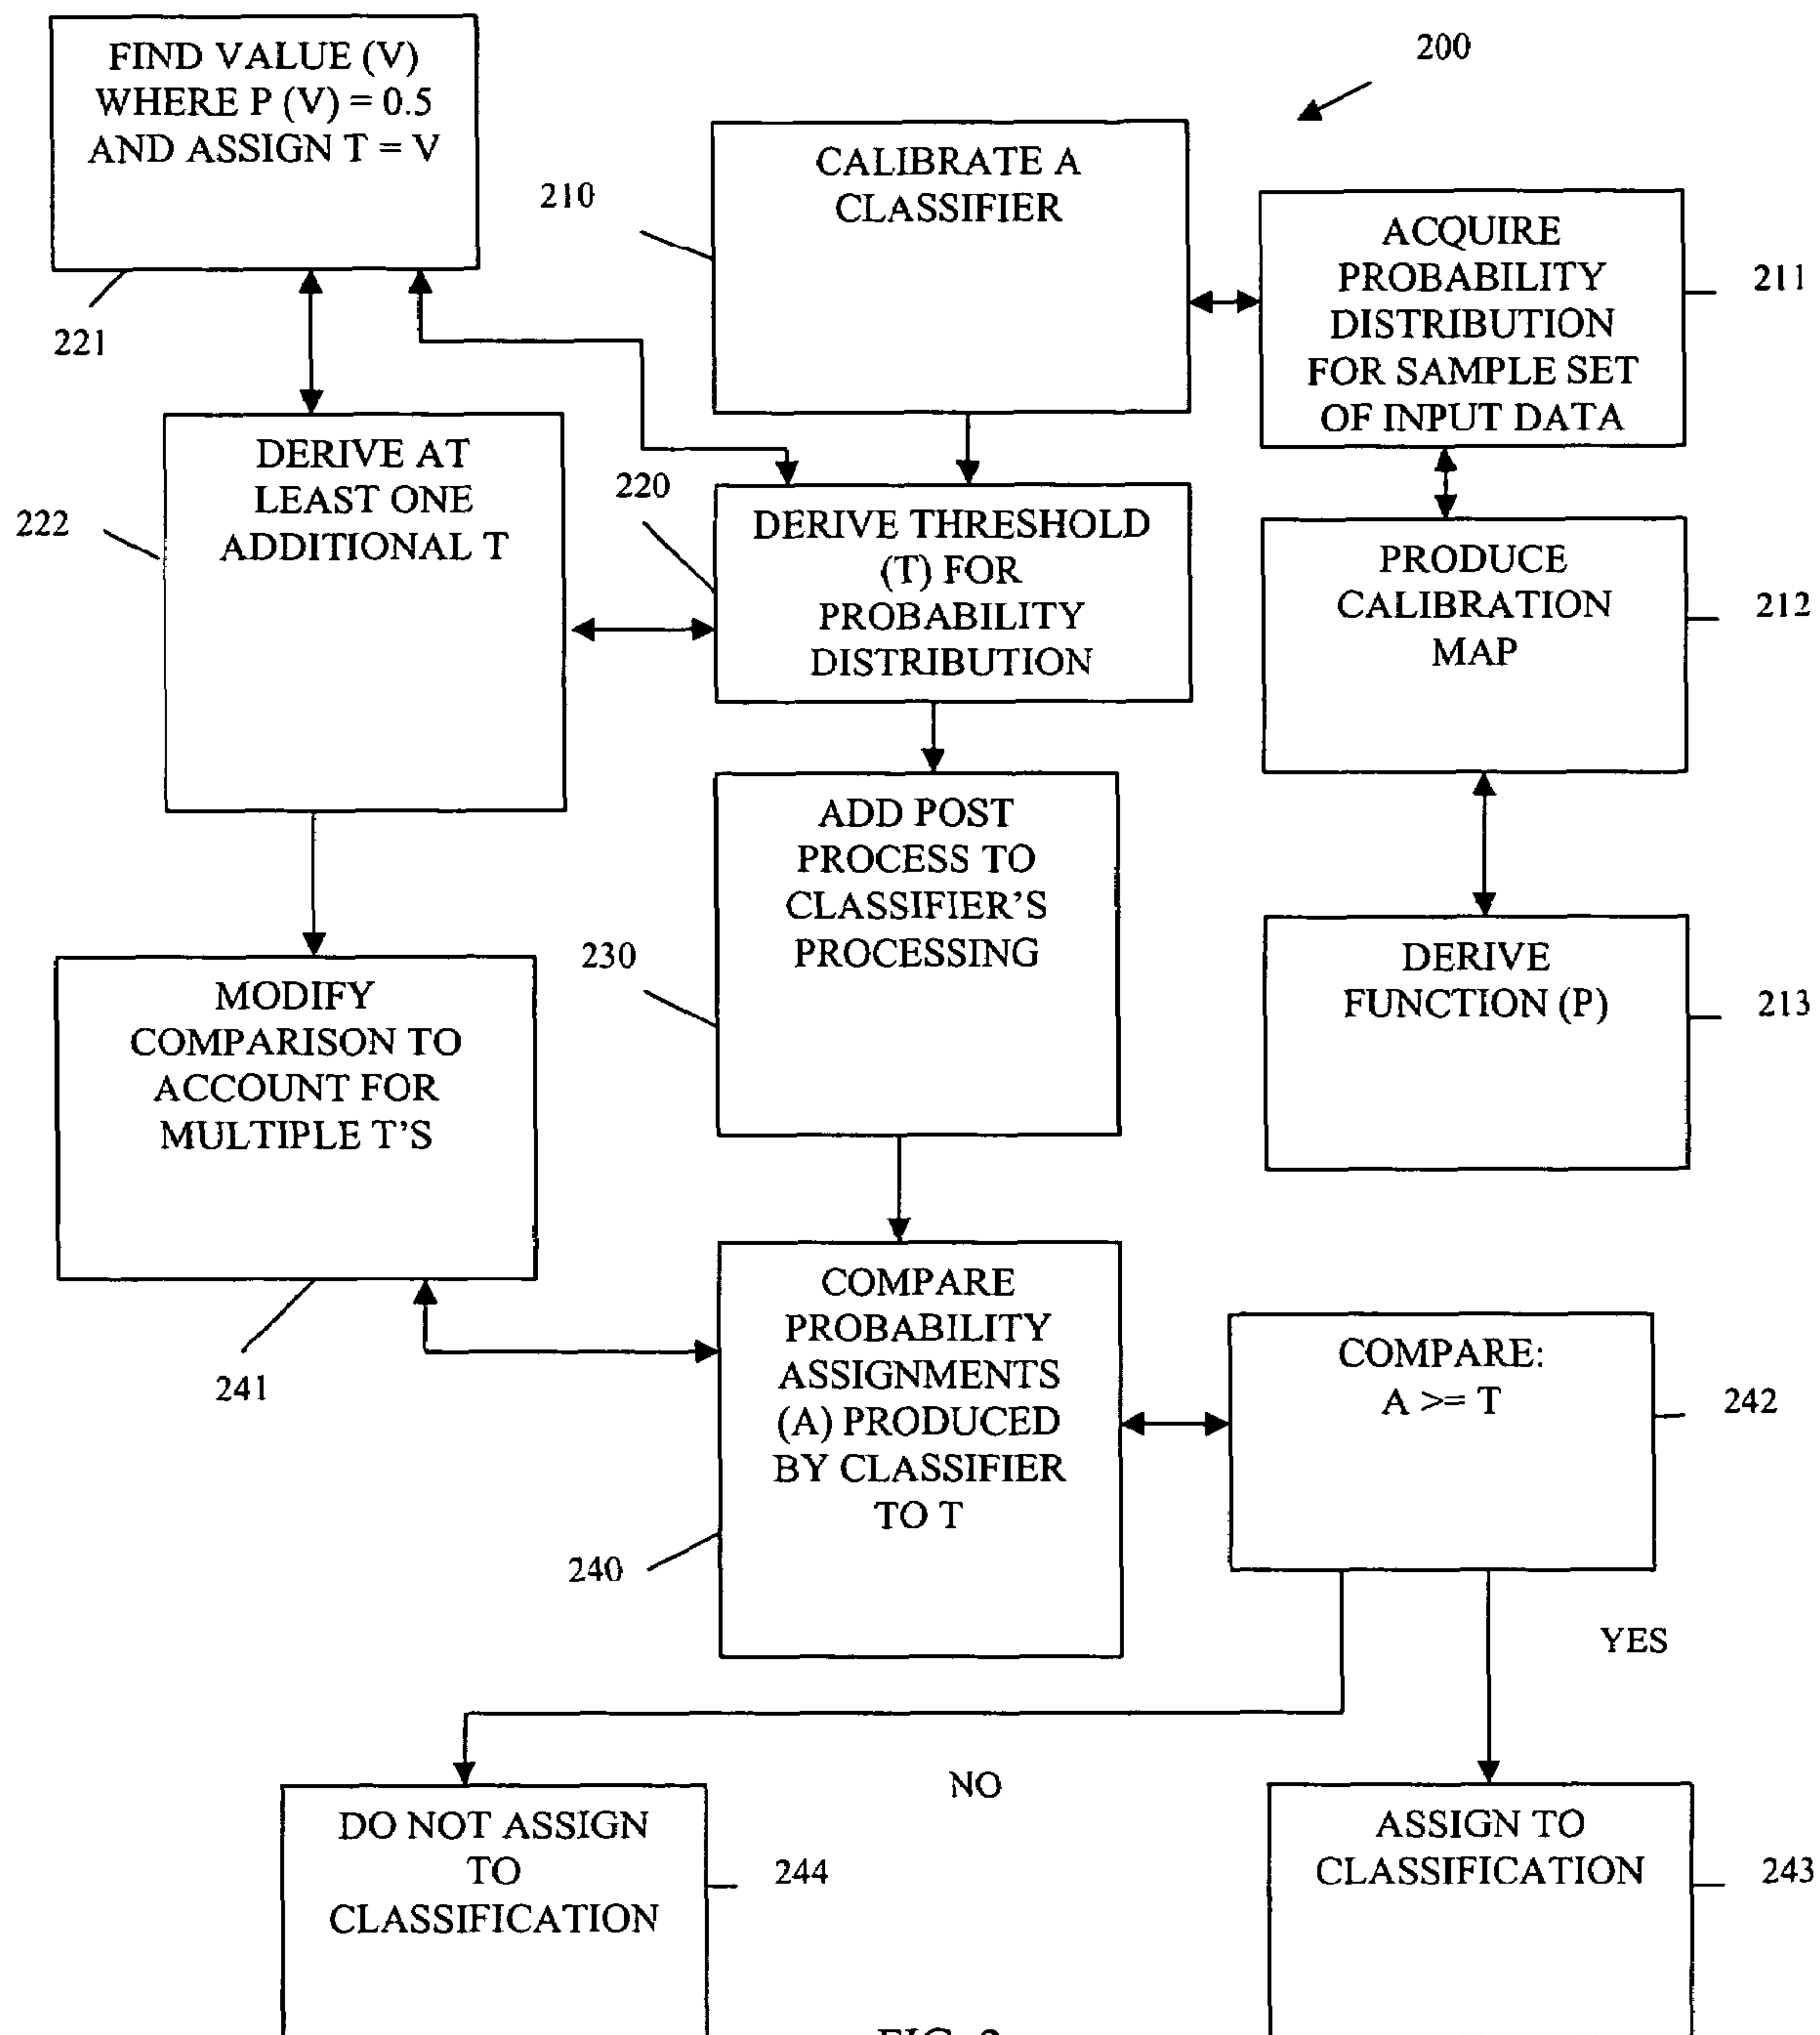 FIND VALUE (V)
WHERE P (V) = 0.5
AND ASSIGN T = V
221
200
210
CALIBRATE A
CLASSIFIER
ACQUIRE
PROBABILITY
DISTRIBUTION
FOR SAMPLE SET
OF INPUT DATA
211
222
DERIVE AT
LEAST ONE
ADDITIONAL T
220
DERIVE THRESHOLD
(T) FOR
PROBABILITY
DISTRIBUTION
PRODUCE
CALIBRATION
MAP
212
230
ADD POST
PROCESS TO
CLASSIFIER'S
PROCESSING
DERIVE
FUNCTION (P)
213
MODIFY
COMPARISON TO
ACCOUNT FOR
MULTIPLE T'S
241
COMPARE
PROBABILITY
ASSIGNMENTS
(A) PRODUCED
BY CLASSIFIER
TO T
240
COMPARE:
A >= T
242
YES
NO
DO NOT ASSIGN
TO
CLASSIFICATION
244
ASSIGN TO
CLASSIFICATION
243